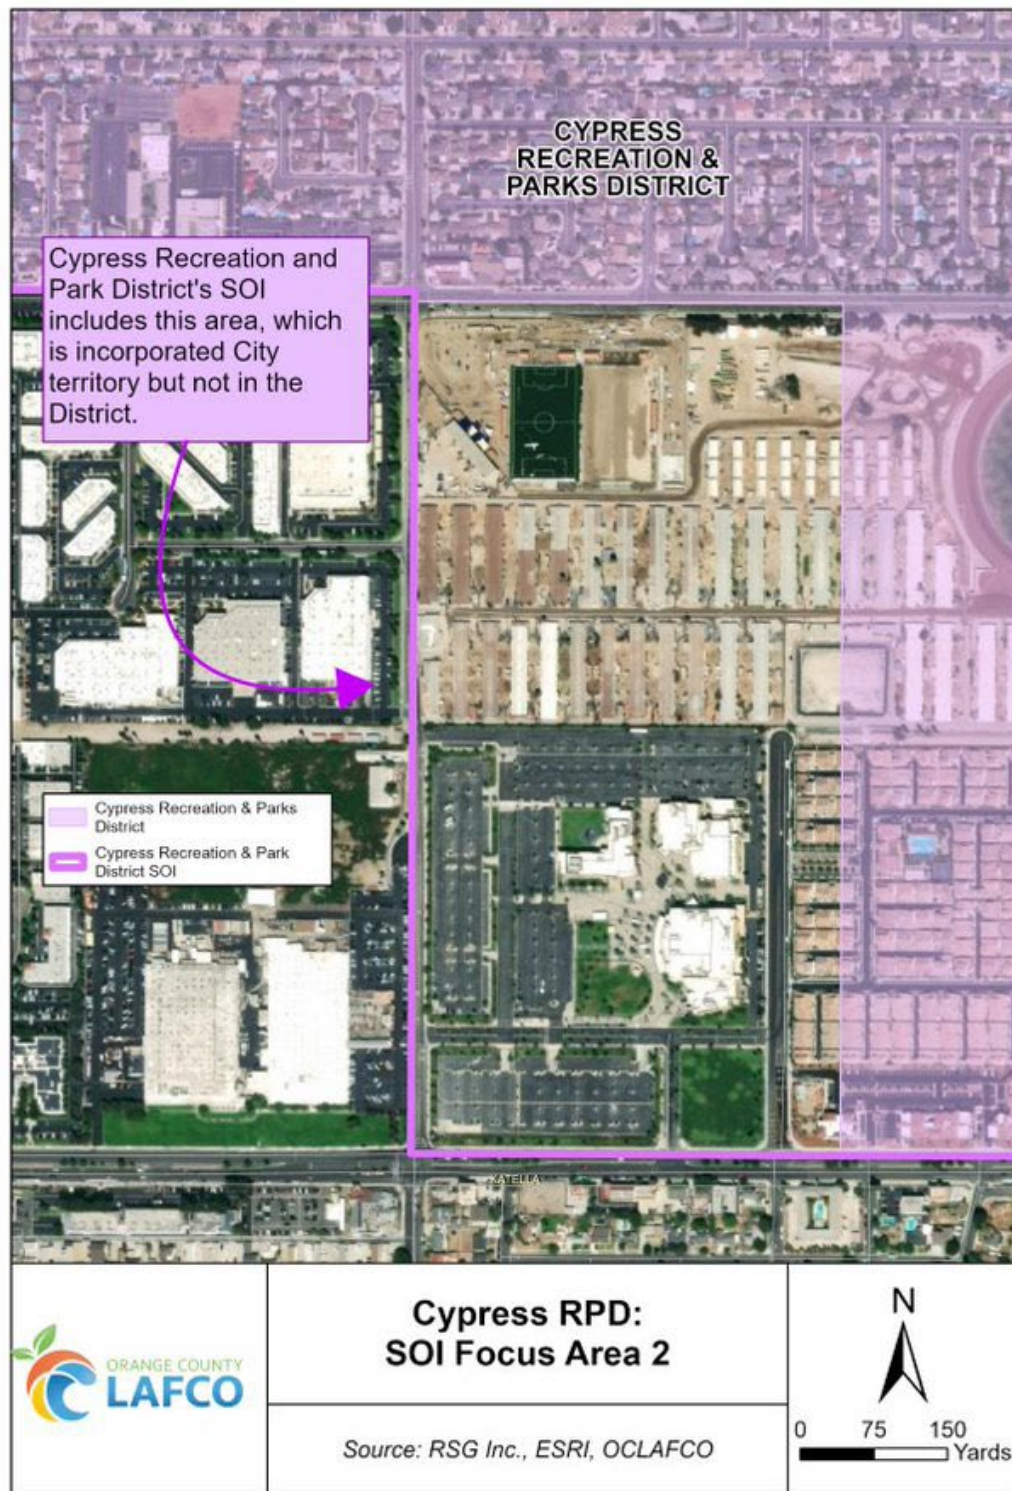 CYPRESS
RECREATION &
PARKS DISTRICT
Cypress Recreation and
Park District's SOI
includes this area, which
is incorporated City
territory but not in the
District.
Cypress Recreation & Parks
District
Cypress Recreation & Park
District SOI
KATELLA
ORANGE COUNTY
LAFCO
Cypress RPD:
SOI Focus Area 2
Source: RSG Inc., ESRI, OCLAFCO
N
0 75 150
Yards